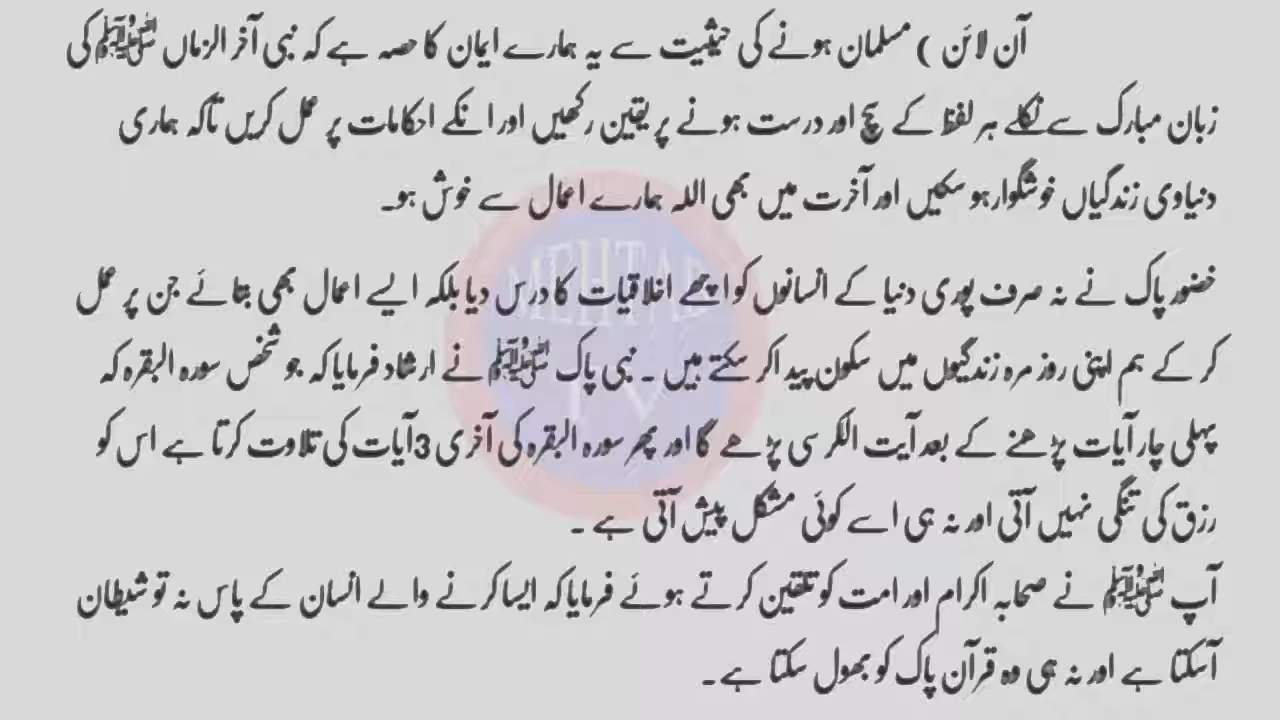 آن لائن ) مسلمان ہونے کی حیثیت سے یہ ہمارے ایمان کا حصہ ہے کہ نبی آخر الزماں ﷺ کی
زبان مبارک سے نکلے ہر لفظ کے سچ اور درست ہونے پر یقین رکھیں اور انکے احکامات پر عمل کریں تاکہ ہماری
دنیاوی زندگیاں خوشگوار ہو سکیں اور آخرت میں بھی اللہ ہمارے اعمال سے خوش ہو۔
حضور پاک نے نہ صرف پوری دنیا کے انسانوں کو اچھے اخلاقیات کا درس دیا بلکہ ایسے اعمال بھی بتائے جن پر عمل
کر کے ہم اپنی روز مرہ زندگیوں میں سکون پیدا کر سکتے ہیں ۔ نبی پاک ﷺ نے ارشاد فرمایا کہ جو شخص سورہ البقرہ کہ
پہلی چار آیات پڑھنے کے بعد آیت الکرسی پڑھے گا اور پھر سورہ البقرہ کی آخری 3 آیات کی تلاوت کرتا ہے اس کو
رزق کی تنگی نہیں آتی اور نہ ہی اسے کوئی مشکل پیش آتی ہے ۔
آپ ﷺ نے صحابہ اکرام اور امت کو تلقین کرتے ہوئے فرمایا کہ ایسا کرنے والے انسان کے پاس نہ تو شیطان
آسکتا ہے اور نہ ہی وہ قرآن پاک کو بھول سکتا ہے ۔
MEHTAB
TV